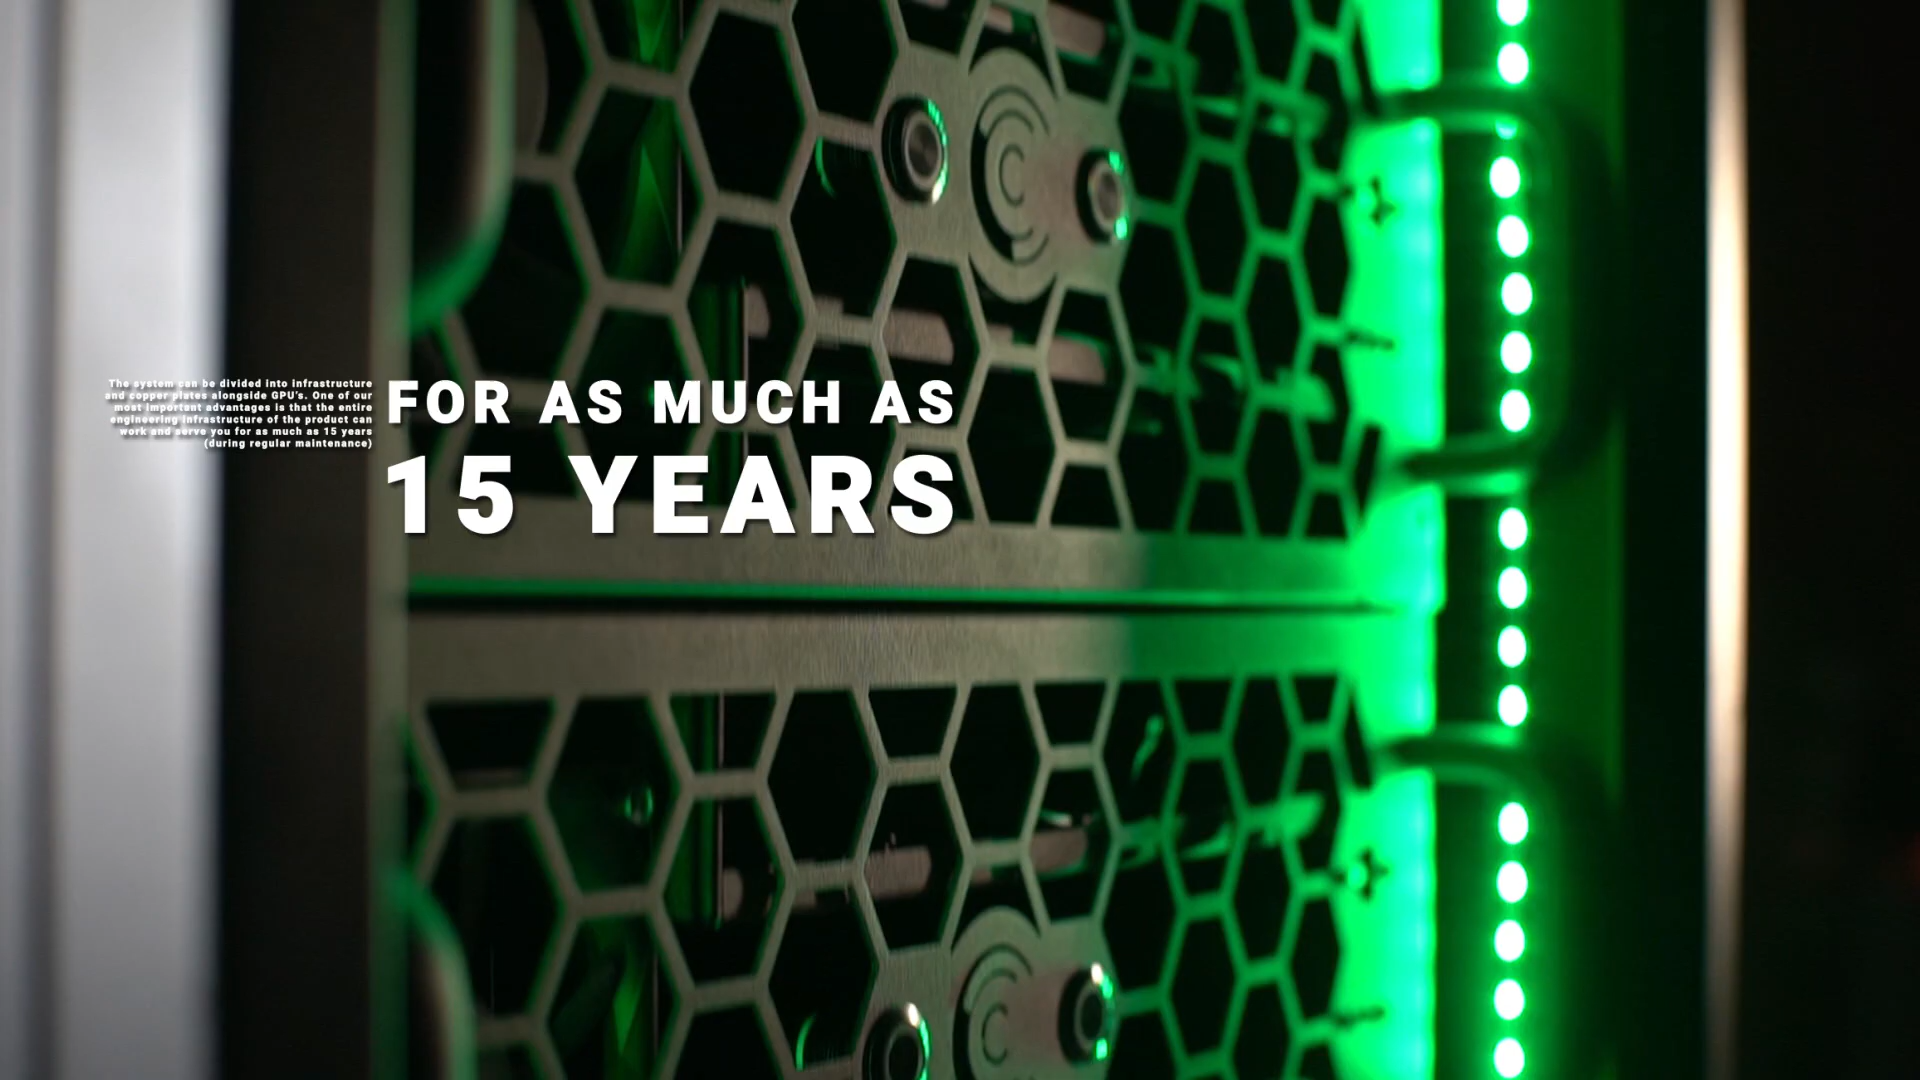 The system can be divided into infrastructure
and copper plates alongside GPU's. One of our
most important advantages is that the entire
engineering infrastructure of the product can
work and serve you for as much as 15 years
(during regular maintenance)
FOR AS MUCH AS
15 YEARS